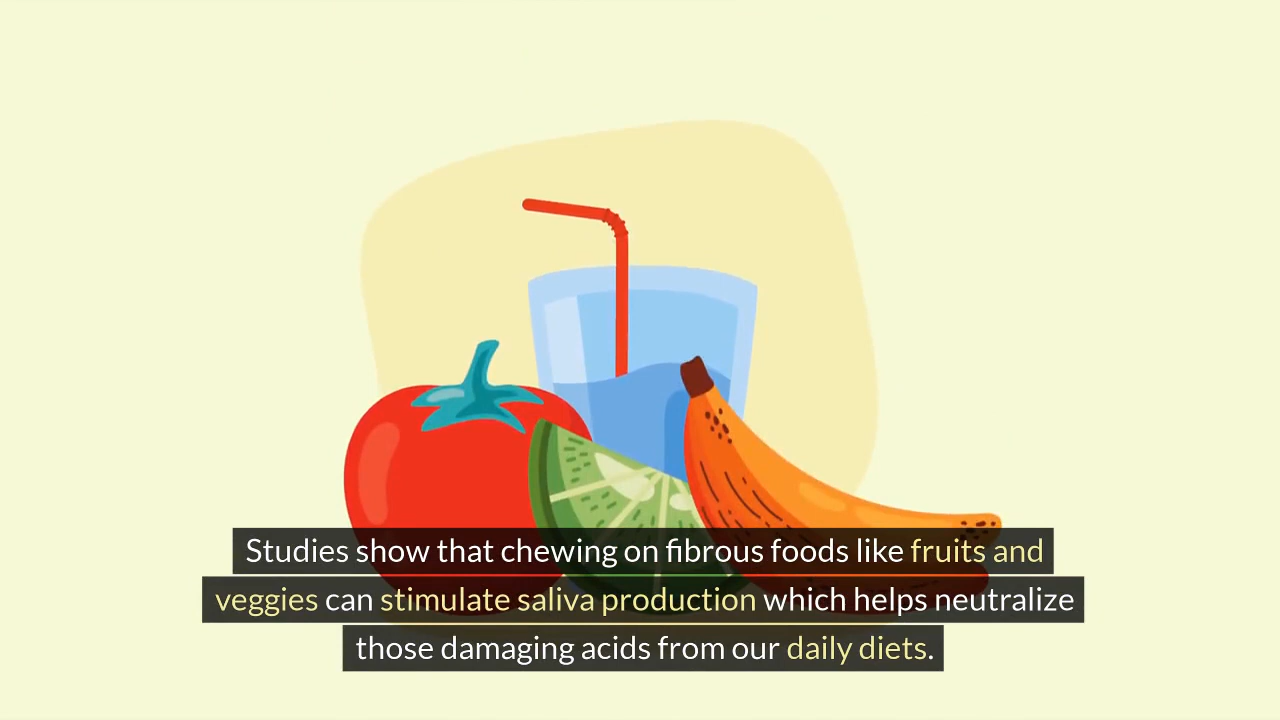 Studies show that chewing on fibrous foods like fruits and
veggies can stimulate saliva production which helps neutralize
those damaging acids from our daily diets.